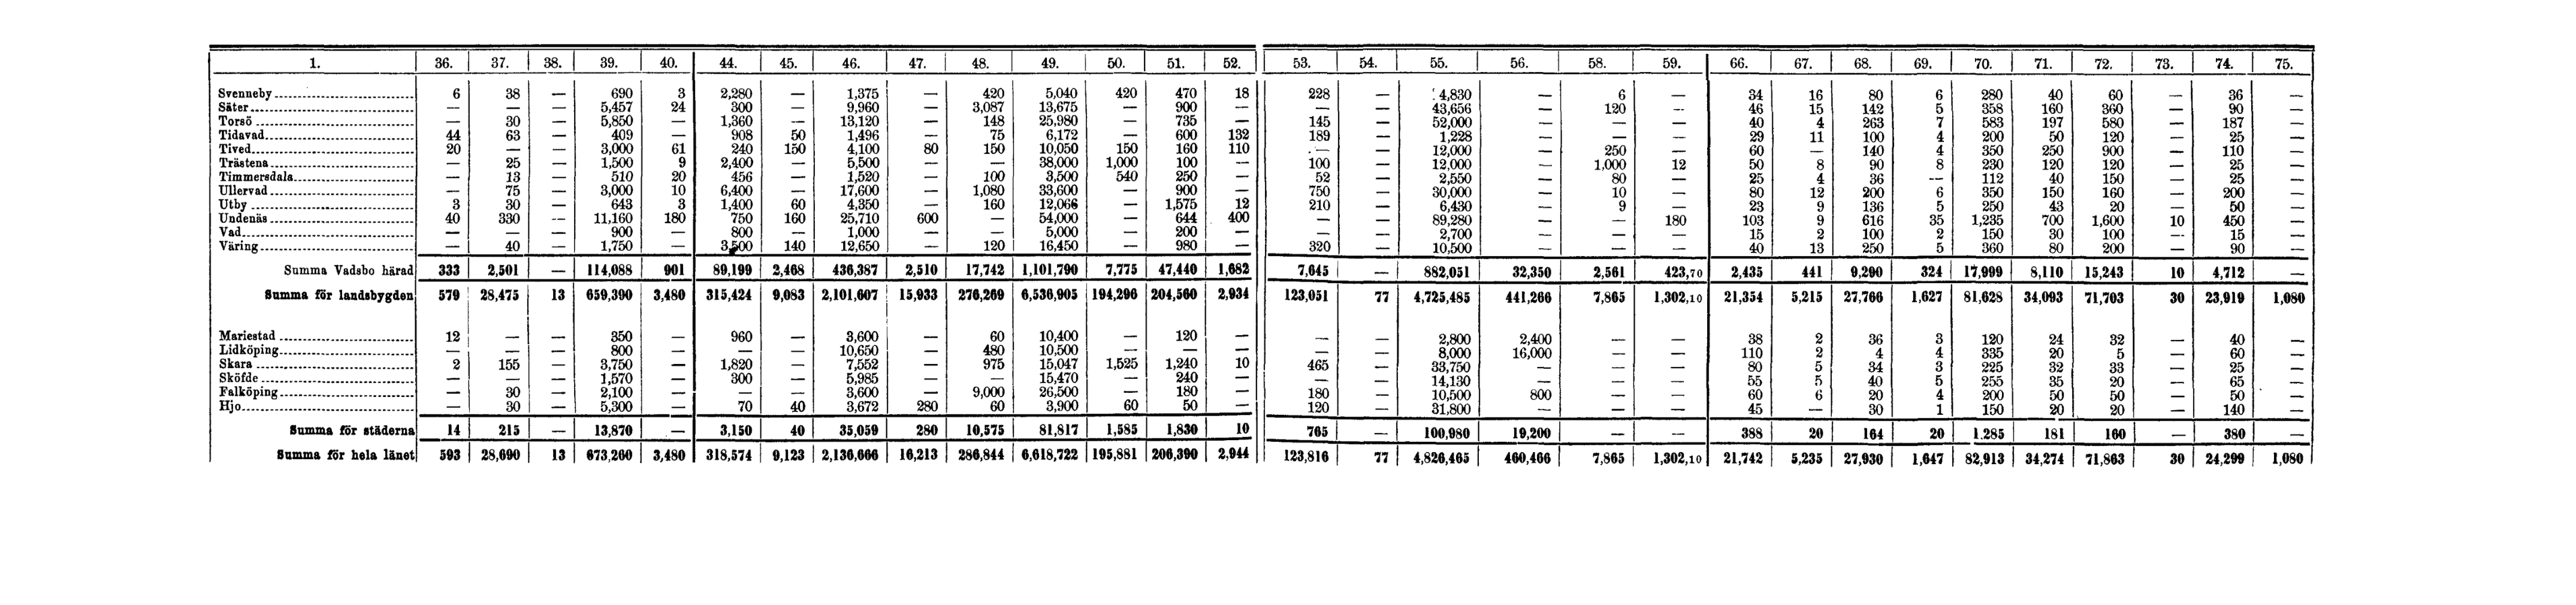 1. 36. 37. 38. 39. 40. 44. 45. 46. 47. 48. 49. 50. 51. 52. 53. 54. 55. 56. 58. 59. 66. 67. 68. 69. 70. 71. 72. 73. 74. 75.
Svenneby 6 38 — 690 3 2,280 — 1,375 — 420 5,040 420 470 18 228 — 4,830 — 6 — 34 16 80 6 280 40 60 — 36 —
Säter — — — 5,457 24 300 — 9,960 — 3,087 13,675 — 900 — — — 43,656 — 120 — 46 15 142 5 358 160 360 — 90 —
Torsö — 30 — 5,850 — 1,360 — 13,120 — 148 25,980 — 735 — 145 — 52,000 — — — 40 4 263 7 583 197 580 — 187 —
Tidavad 44 63 — 409 — 908 50 1,496 — 75 6,172 — 600 132 189 — 1,228 — — — 29 11 100 4 200 50 120 — 25 —
Tived 20 — — 3,000 61 240 150 4,100 80 150 10,050 150 160 110 — — 12,000 — 250 — 60 — 140 4 350 250 900 — 110 —
Trästena — 25 — 1,500 9 2,400 — 5,500 — — 38,000 1,000 100 — 100 — 12,000 — 1,000 12 50 8 90 8 230 120 120 — 25 —
Timmersdala — 13 — 510 20 456 — 1,520 — 100 3,500 540 250 — 52 — 2,550 — 80 — 25 4 36 — 112 40 150 — 25 —
Ullervad — 75 — 3,000 10 6,400 — 17,600 — 1,080 33,600 — 900 — 750 — 30,000 — 10 — 80 12 200 6 350 150 160 — 200 —
Utby 3 30 — 643 3 1,400 60 4,350 — 160 12,066 — 1,575 12 210 — 6,430 — 9 — 23 9 136 5 250 43 20 — 50 —
Undenäs 40 330 — 11,160 180 750 160 25,710 600 — 54,000 — 644 400 — — 89,280 — — 180 103 9 616 35 1,235 700 1,600 10 450 —
Vad — — — 900 — 800 — 1,000 — — 5,000 — 200 — — — 2,700 — — — 15 2 100 2 150 30 100 — 15 —
Väring — 40 — 1,750 — 3,500 140 12,650 — 120 16,450 — 980 — 320 — 10,500 — — — 40 13 250 5 360 80 200 — 90 —
Summa Vadsbo härad 333 2,501 — 114,088 901 89,199 2,468 436,387 2,510 17,742 1,101,790 7,775 47,440 1,682 7,645 — 882,051 32,350 2,561 423,70 2,435 441 9,290 324 17,999 8,110 15,243 10 4,712 —
Summa för landsbygden 579 28,475 13 659,390 3,480 315,424 9,083 2,101,607 15,933 276,269 6,536,905 194,296 204,560 2,934 123,051 77 4,725,485 441,266 7,865 1,302,10 21,354 5,215 27,766 1,627 81,628 34,093 71,703 30 23,919 1,080
Mariestad 12 — — 350 — 960 — 3,600 — 60 10,400 — 120 — — — 2,800 2,400 — — 38 2 36 3 120 24 32 — 40 —
Lidköping — — — 800 — — — 10,650 — 480 10,500 — — — — — 8,000 16,000 — — 110 2 4 4 335 20 5 — 60 —
Skara 2 155 — 3,750 — 1,820 — 7,552 — 975 15,047 1,525 1,240 10 465 — 33,750 — — — 80 5 34 3 225 32 33 — 25 —
Sköfde — — — 1,570 — 300 — 5,985 — — 15,470 — 240 — — — 14,130 — — — 55 5 40 5 255 35 20 — 65 —
Falköping — 30 — 2,100 — — — 3,600 — 9,000 26,500 — 180 — 180 — 10,500 800 — — 60 6 20 4 200 50 50 — 50 —
Hjo — 30 — 5,300 — 70 40 3,672 280 60 3,900 60 50 — 120 — 31,800 — — — 45 — 30 1 150 20 20 — 140 —
Summa för städerna 14 215 — 13,870 — 3,150 40 35,059 280 10,575 81,817 1,585 1,830 10 765 — 100,980 19,200 — — 388 20 164 20 1.285 181 160 — 380 —
Summa för hela länet 593 28,690 13 673,260 3,480 318,574 9,123 2,136,666 16,213 286,844 6,618,722 195,881 206,390 2,944 123,816 77 4,826,465 460,466 7,865 1,302,10 21,742 5,235 27,930 1,647 82,913 34,274 71,863 30 24,299 1,080